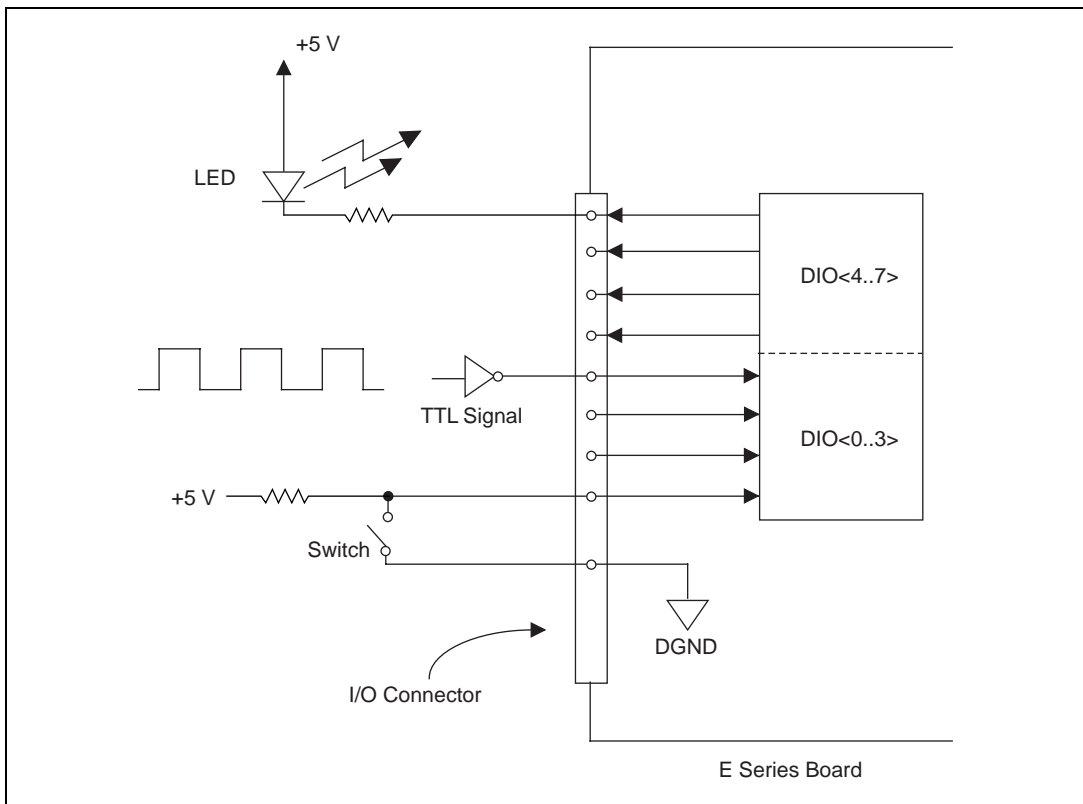 +5 V
LED
DIO<4..7>
TTL Signal
DIO<0..3>
+5 V
Switch
DGND
I/O Connector
E Series Board